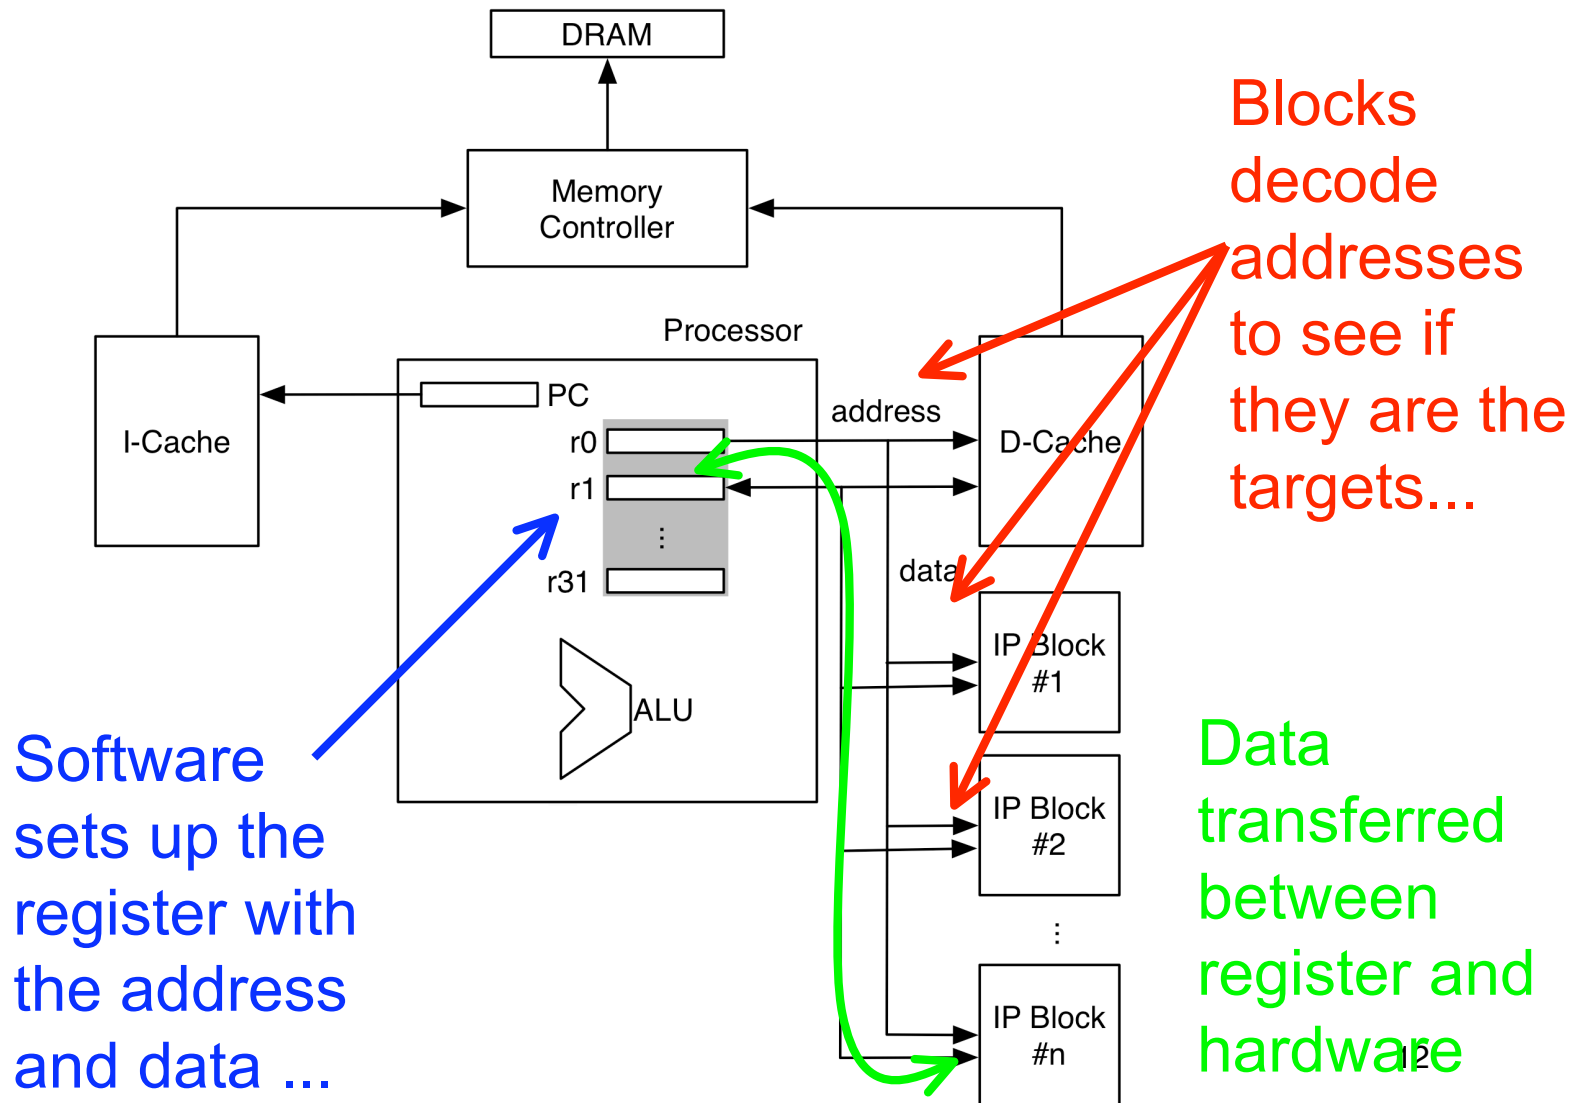 DRAM
Memory
Controller
Blocks
decode
addresses
to see if
they are the
targets...
Processor
PC
I-Cache
r0
r1
...
r31
address
D-Cache
data
ALU
IP Block
#1
IP Block
#2
...
IP Block
#n
Software
sets up the
register with
the address
and data ...
Data
transferred
between
register and
hardware
12